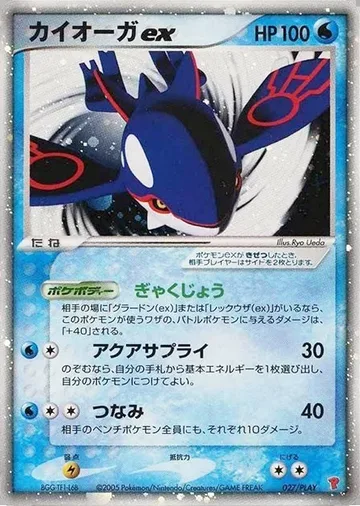 カイオーガex HP100
Illus.Ryo Ueda
たね
ポケモンexがきぜつしたとき、
相手プレイヤーはサイドを2枚とります。
ポケボディー ぎゃくじょう
相手の場に「グラードン(ex)」または「レックウザ(ex)」がいるなら、
このポケモンが使うワザの、バトルポケモンに与えるダメージは、
「+40」される。
アクアサプライ 30
のぞむなら、自分の手札から基本エネルギーを1枚選び出し、
自分のポケモンにつけてよい。
つなみ 40
相手のベンチポケモン全員にも、それぞれ10ダメージ。
弱点 抵抗力 にげる
BGG-TF1-L6B ©2005 Pokémon/Nintendo/Creatures/GAME FREAK 027/PLAY